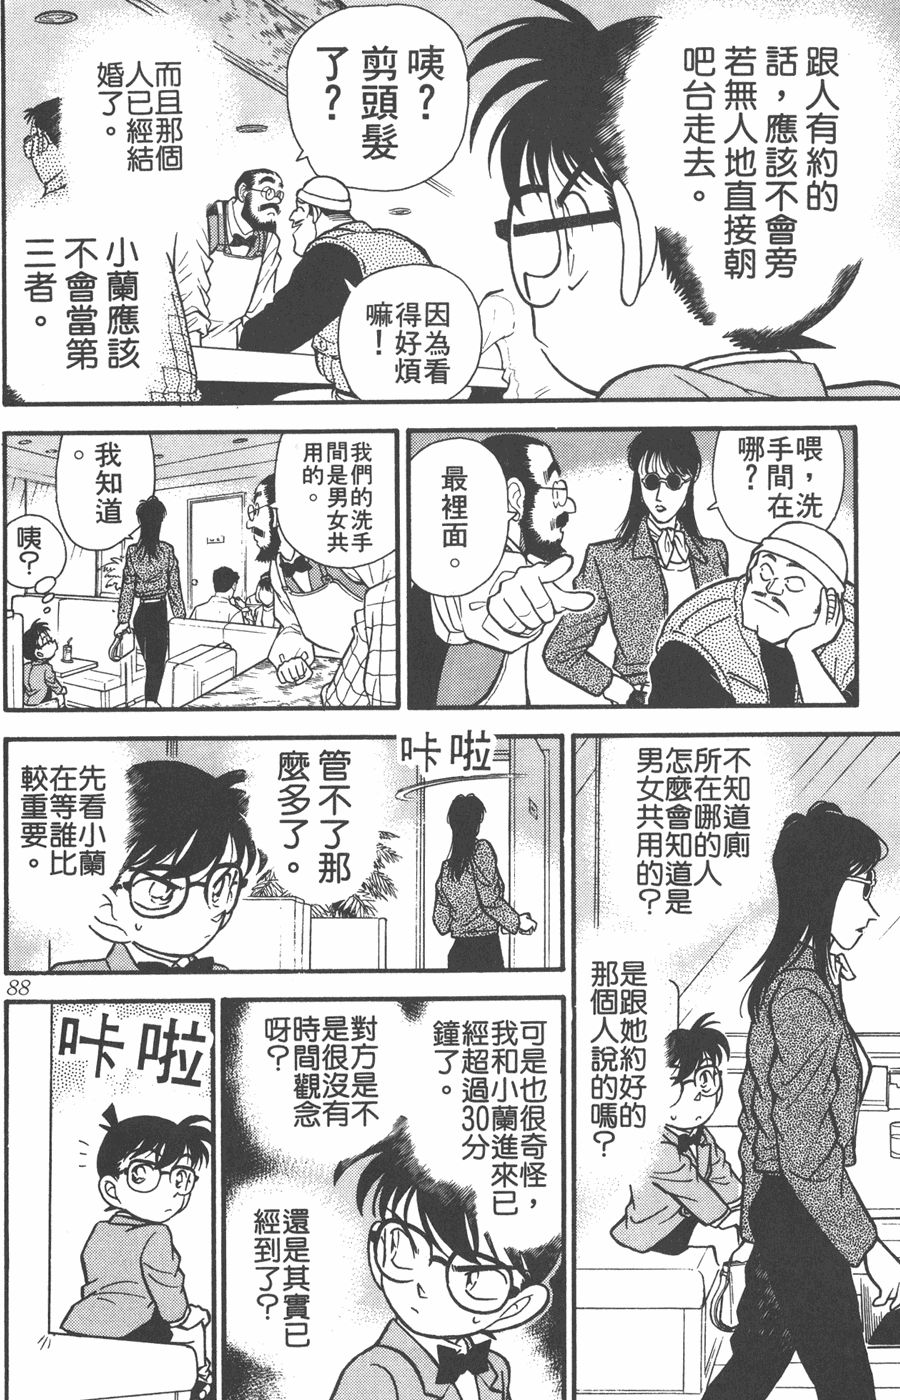 跟人有約的
話，應該不會旁
若無人地直接朝
吧台走去。
咦？
剪頭髮
了？
因為看
得好煩
嘛！
而且那個
人已經結
婚了。
小蘭應該
不會當第
三者。
喂，洗
手間在
哪？
最裡面。
我們的洗手
間是男女共
用的。
我知道
。
咦？
不知道廁
所在哪的人
怎麼會知道是
男女共用的？
是跟她約好的
那個人說的嗎？
咔啦
管不了那
麼多了。
先看小蘭
在等誰比
較重要。
88
可是也很奇怪，
我和小蘭進來已
經超過30分
鐘了。
對方是不
是很沒有
時間觀念
呀？
還是其實已
經到了？
咔啦